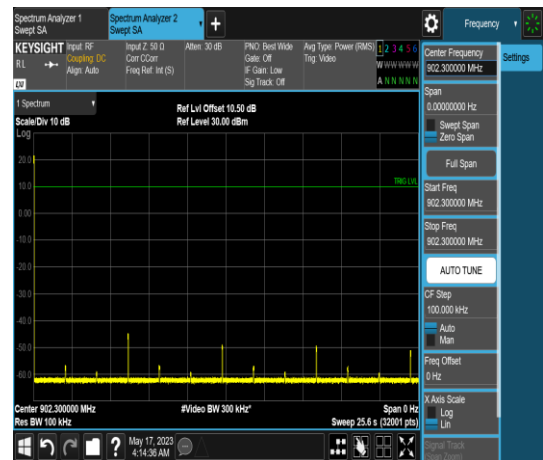 Spectrum Analyzer 1
Swept SA
Spectrum Analyzer 2
Swept SA
+
Frequency
KEYSIGHT
RL
LXI
Input: RF
Coupling: DC
Align: Auto
Input Z: 50 Ω
Corr CCorr
Freq Ref: Int (S)
Atten: 30 dB
PNO: Best Wide
Gate: Off
IF Gain: Low
Sig Track: Off
Avg Type: Power (RMS)
Trig: Video
1 2 3 4 5 6
W W W W W W
A N N N N N
1 Spectrum
Scale/Div 10 dB
Ref Lvl Offset 10.50 dB
Ref Level 30.00 dBm
Log
20.0
10.0
0.00
-10.0
-20.0
-30.0
-40.0
-50.0
-60.0
TRIG LVL
Center 902.300000 MHz
Res BW 100 kHz
#Video BW 300 kHz*
Span 0 Hz
Sweep 25.6 s (32001 pts)
May 17, 2023
4:14:36 AM
Center Frequency
902.300000 MHz
Settings
Span
0.00000000 Hz
Swept Span
Zero Span
Full Span
Start Freq
902.300000 MHz
Stop Freq
902.300000 MHz
AUTO TUNE
CF Step
100.000 kHz
Auto
Man
Freq Offset
0 Hz
X Axis Scale
Log
Lin
Signal Track
(Span Zoom)